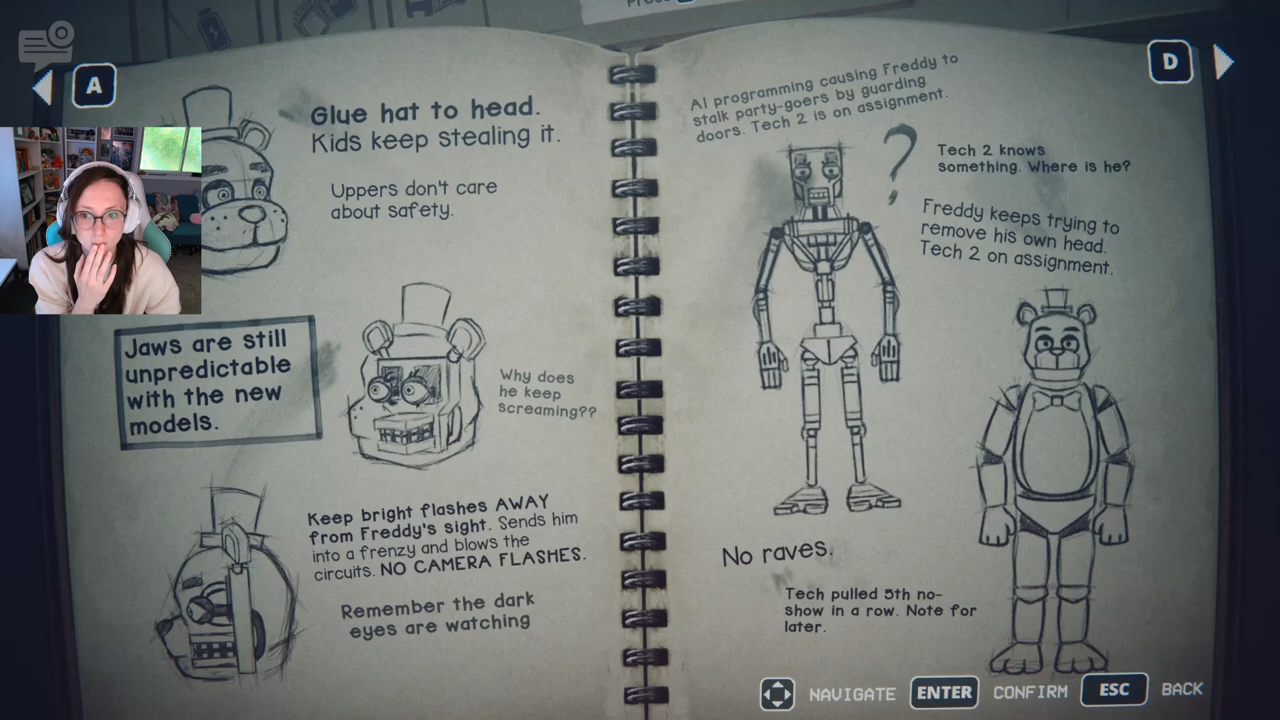 A
D
Glue hat to head.
Kids keep stealing it.
Uppers don't care
about safety.
Jaws are still
unpredictable
with the new
models.
Why does
he keep
screaming??
Keep bright flashes AWAY
from Freddy's sight. Sends him
into a frenzy and blows the
circuits. NO CAMERA FLASHES.
Remember the dark
eyes are watching
AI programming causing Freddy to
stalk party-goers by guarding
doors. Tech 2 is on assignment.
?
Tech 2 knows
something. Where is he?
Freddy keeps trying to
remove his own head.
Tech 2 on assignment.
No raves.
Tech pulled 5th no-
show in a row. Note for
later.
NAVIGATE ENTER CONFIRM ESC BACK